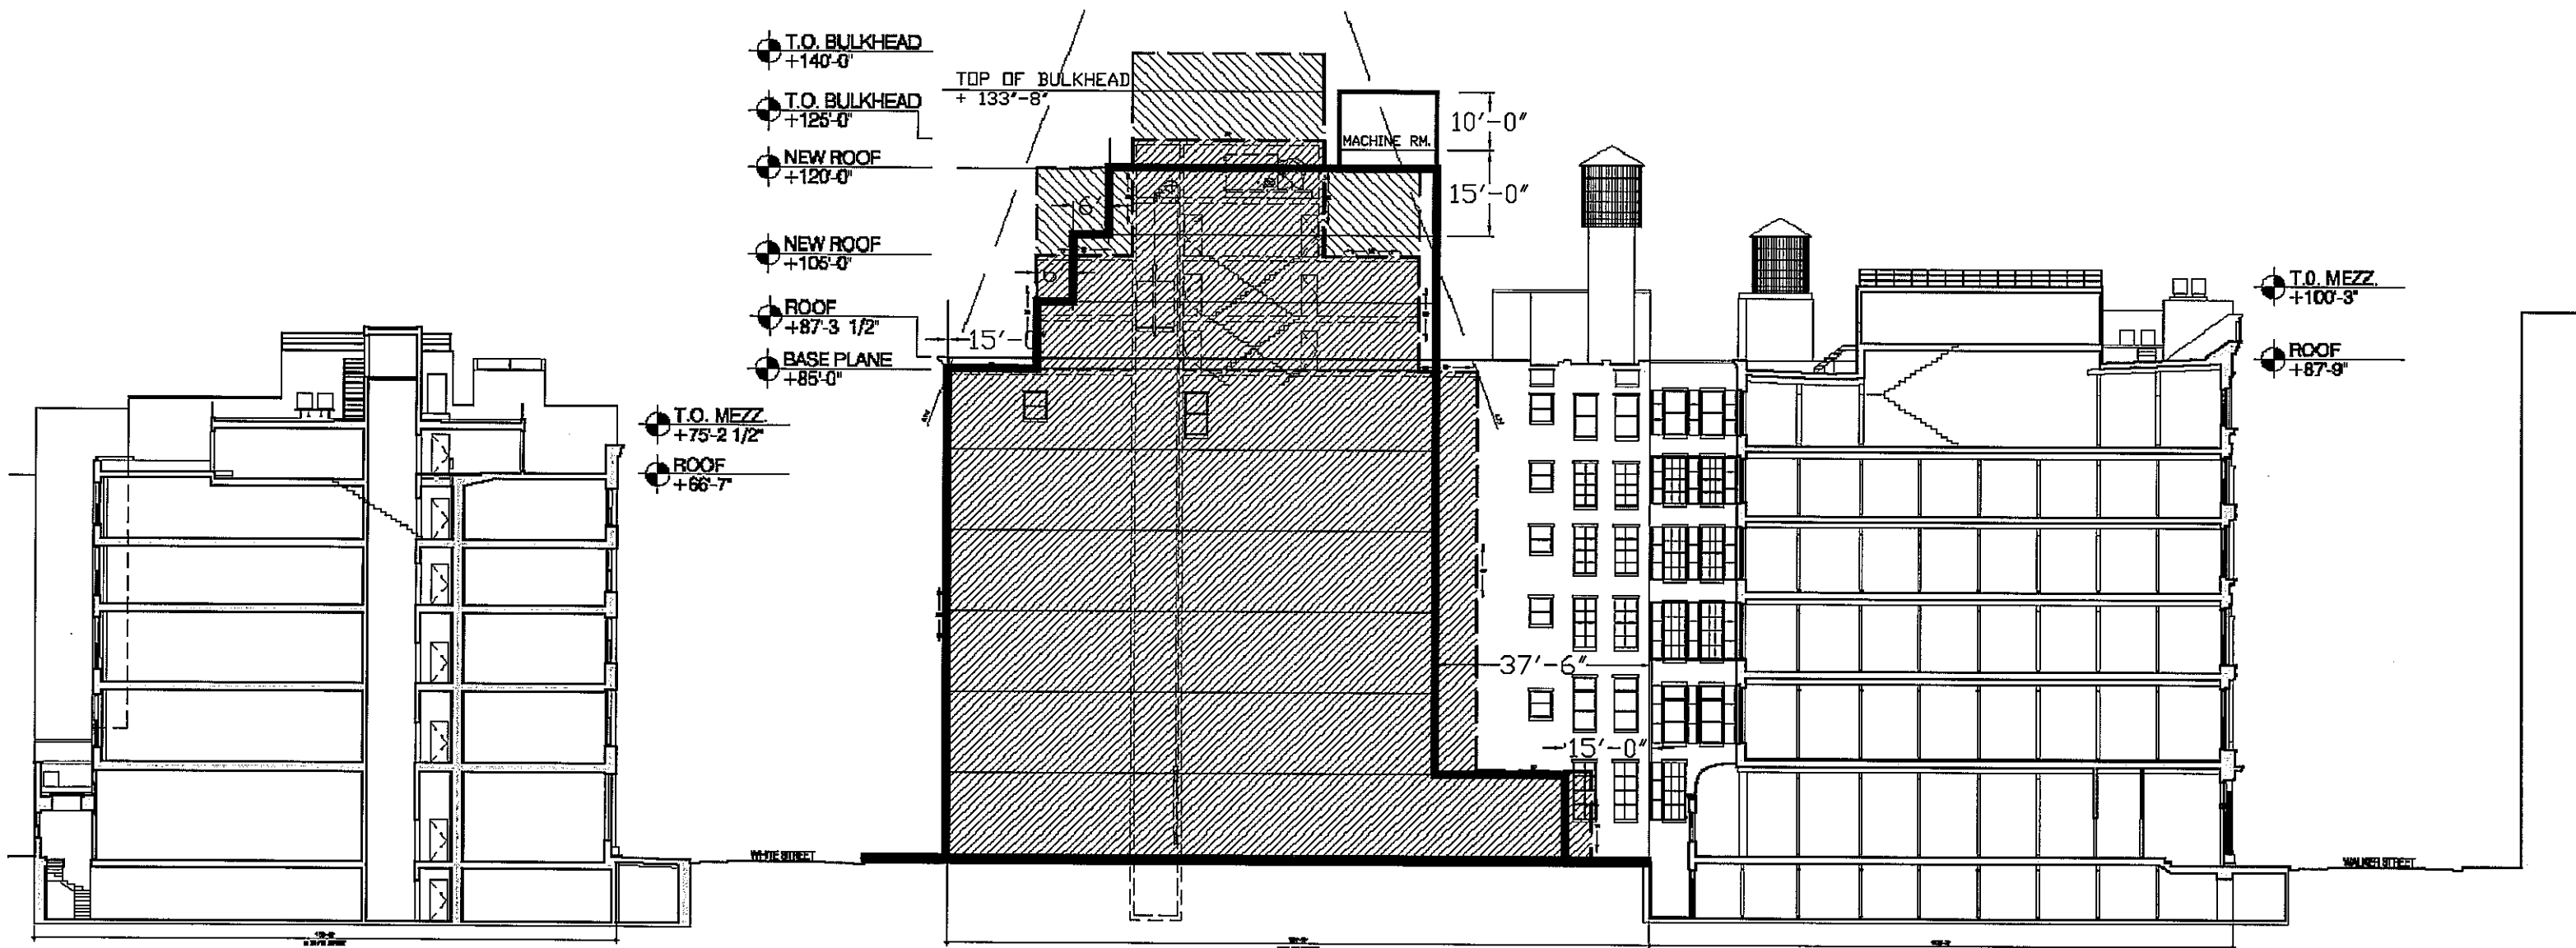 T.O. BULKHEAD
+140'-0"
T.O. BULKHEAD
+125'-0"
NEW ROOF
+120'-0"
NEW ROOF
+105'-0"
ROOF
+87'-3 1/2"
BASE PLANE
+85'-0"
TOP OF BULKHEAD
+ 133'-8"
MACHINE RM.
10'-0"
15'-0"
6'
6'
15'-0
T.O. MEZZ.
+75'-2 1/2"
ROOF
+66'-7"
T.O. MEZZ.
+100'-3"
ROOF
+87'-9"
37'-6"
15'-0"
WHITE STREET
WALKER STREET